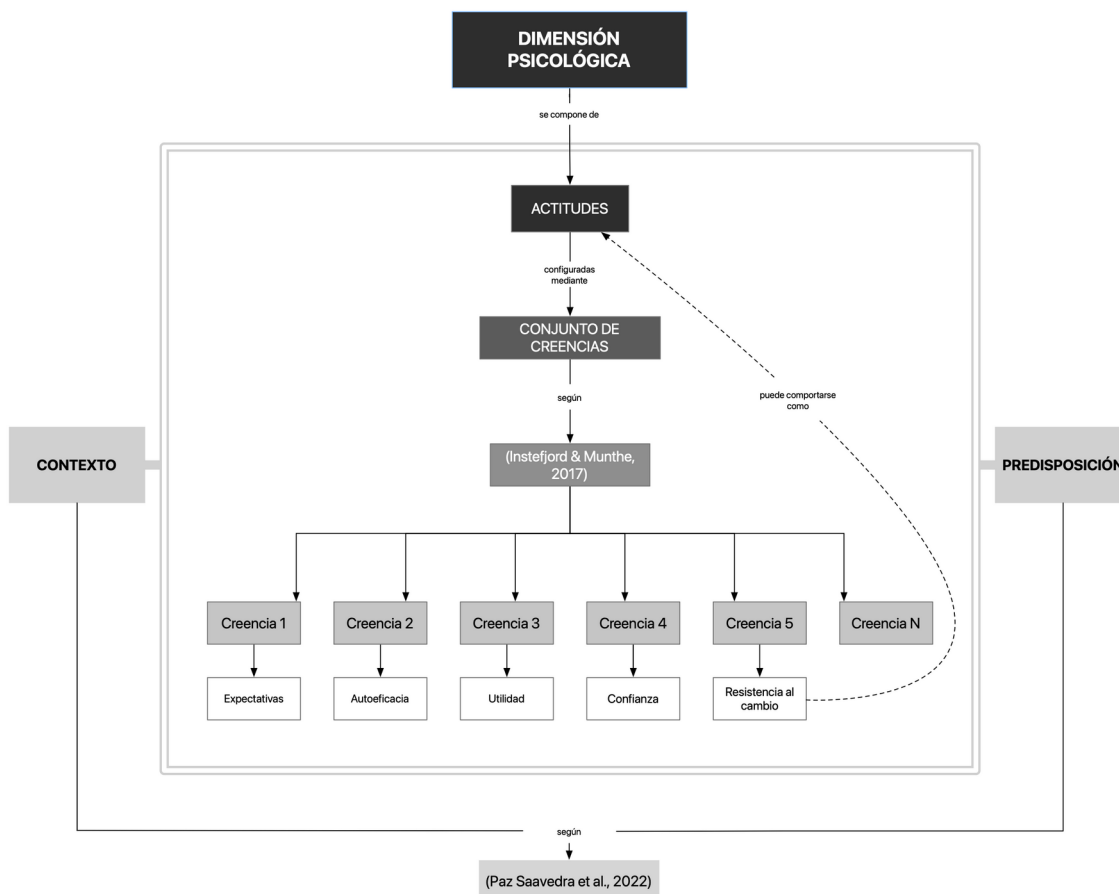 DIMENSIÓN
PSICOLÓGICA
se compone de
ACTITUDES
configuradas
mediante
CONJUNTO DE
CREENCIAS
puede comportarse
como
según
CONTEXTO
(Instefjord & Munthe,
2017)
PREDISPOSICIÓN
Creencia 1
Creencia 2
Creencia 3
Creencia 4
Creencia 5
Creencia N
Expectativas
Autoeficacia
Utilidad
Confianza
Resistencia al
cambio
según
(Paz Saavedra et al., 2022)